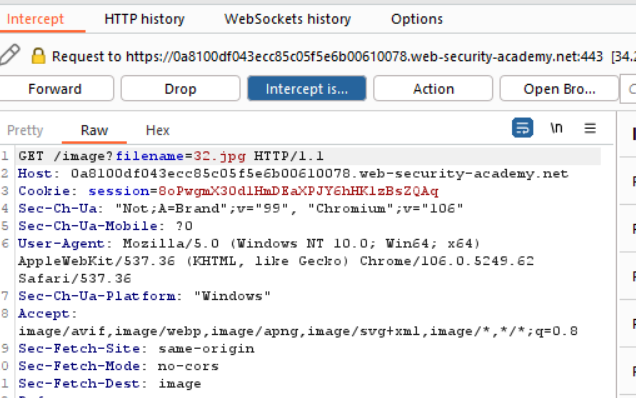 Intercept HTTP history WebSockets history Options
Request to https://0a8100df043ecc85c05f5e6b00610078.web-security-academy.net:443 [34.2
Forward Drop Intercept is... Action Open Bro...
Pretty Raw Hex \n
1 GET /image?filename=32.jpg HTTP/1.1
2 Host: 0a8100df043ecc85c05f5e6b00610078.web-security-academy.net
3 Cookie: session=8oPwgmX30dlHmDEaXPJY6hHKlzBsZQAq
4 Sec-Ch-Ua: "Not;A=Brand";v="99", "Chromium";v="106"
5 Sec-Ch-Ua-Mobile: ?0
6 User-Agent: Mozilla/5.0 (Windows NT 10.0; Win64; x64)
AppleWebKit/537.36 (KHTML, like Gecko) Chrome/106.0.5249.62
Safari/537.36
7 Sec-Ch-Ua-Platform: "Windows"
8 Accept:
image/avif,image/webp,image/apng,image/svg+xml,image/*,*/*;q=0.8
9 Sec-Fetch-Site: same-origin
0 Sec-Fetch-Mode: no-cors
1 Sec-Fetch-Dest: image